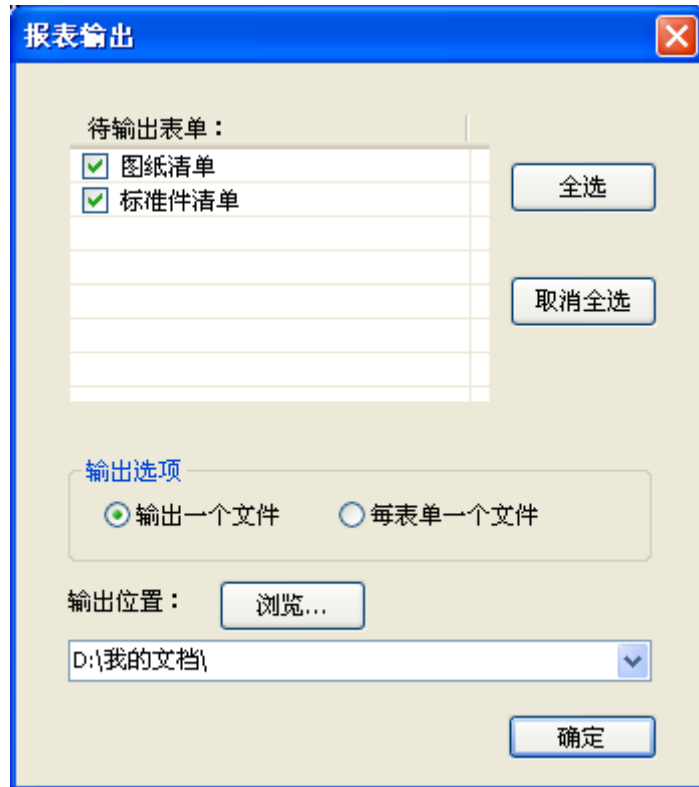 报表输出
待输出表单：
图纸清单
标准件清单
全选
取消全选
输出选项
输出一个文件
每表单一个文件
输出位置：
浏览...
D:\我的文档\
确定